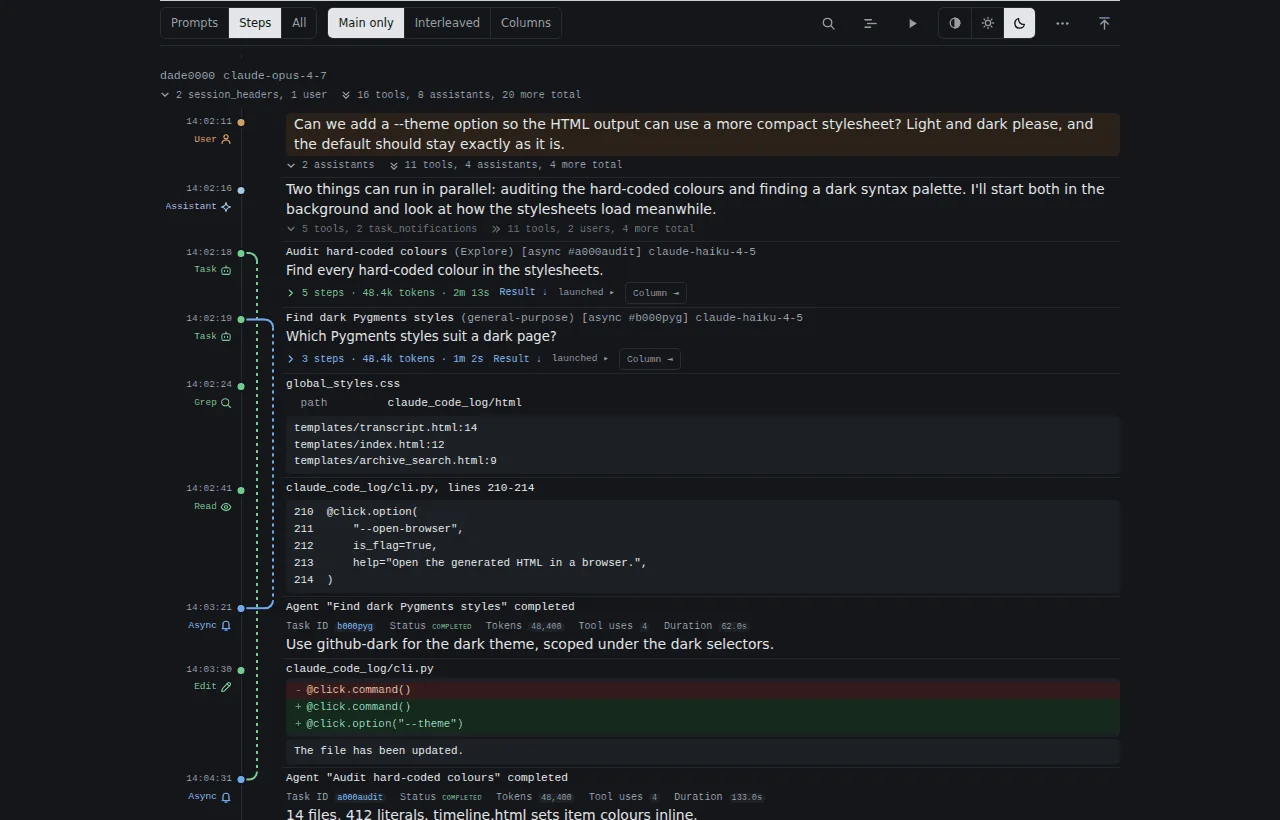 Prompts Steps All Main only Interleaved Columns
dade0000 claude-opus-4-7
2 session_headers, 1 user 16 tools, 8 assistants, 20 more total
14:02:11
User
Can we add a --theme option so the HTML output can use a more compact stylesheet? Light and dark please, and
the default should stay exactly as it is.
2 assistants 11 tools, 4 assistants, 4 more total
14:02:16
Assistant
Two things can run in parallel: auditing the hard-coded colours and finding a dark syntax palette. I'll start both in the
background and look at how the stylesheets load meanwhile.
5 tools, 2 task_notifications 11 tools, 2 users, 4 more total
14:02:18 Audit hard-coded colours (Explore) [async #a000audit] claude-haiku-4-5
Task Find every hard-coded colour in the stylesheets.
5 steps · 48.4k tokens · 2m 13s Result ↓ launched ▸ Column ⇥
14:02:19 Find dark Pygments styles (general-purpose) [async #b000pyg] claude-haiku-4-5
Task Which Pygments styles suit a dark page?
3 steps · 48.4k tokens · 1m 2s Result ↓ launched ▸ Column ⇥
14:02:24 global_styles.css
Grep path claude_code_log/html
templates/transcript.html:14
templates/index.html:12
templates/archive_search.html:9
14:02:41 claude_code_log/cli.py, lines 210-214
Read
210 @click.option(
211 "--open-browser",
212 is_flag=True,
213 help="Open the generated HTML in a browser.",
214 )
14:03:21 Agent "Find dark Pygments styles" completed
Async Task ID b000pyg Status COMPLETED Tokens 48,400 Tool uses 4 Duration 62.0s
Use github-dark for the dark theme, scoped under the dark selectors.
14:03:30 claude_code_log/cli.py
Edit
- @click.command()
+ @click.command()
+ @click.option("--theme")
The file has been updated.
14:04:31 Agent "Audit hard-coded colours" completed
Async Task ID a000audit Status COMPLETED Tokens 48,400 Tool uses 4 Duration 133.0s
14 files, 412 literals, timeline.html sets item colours inline.